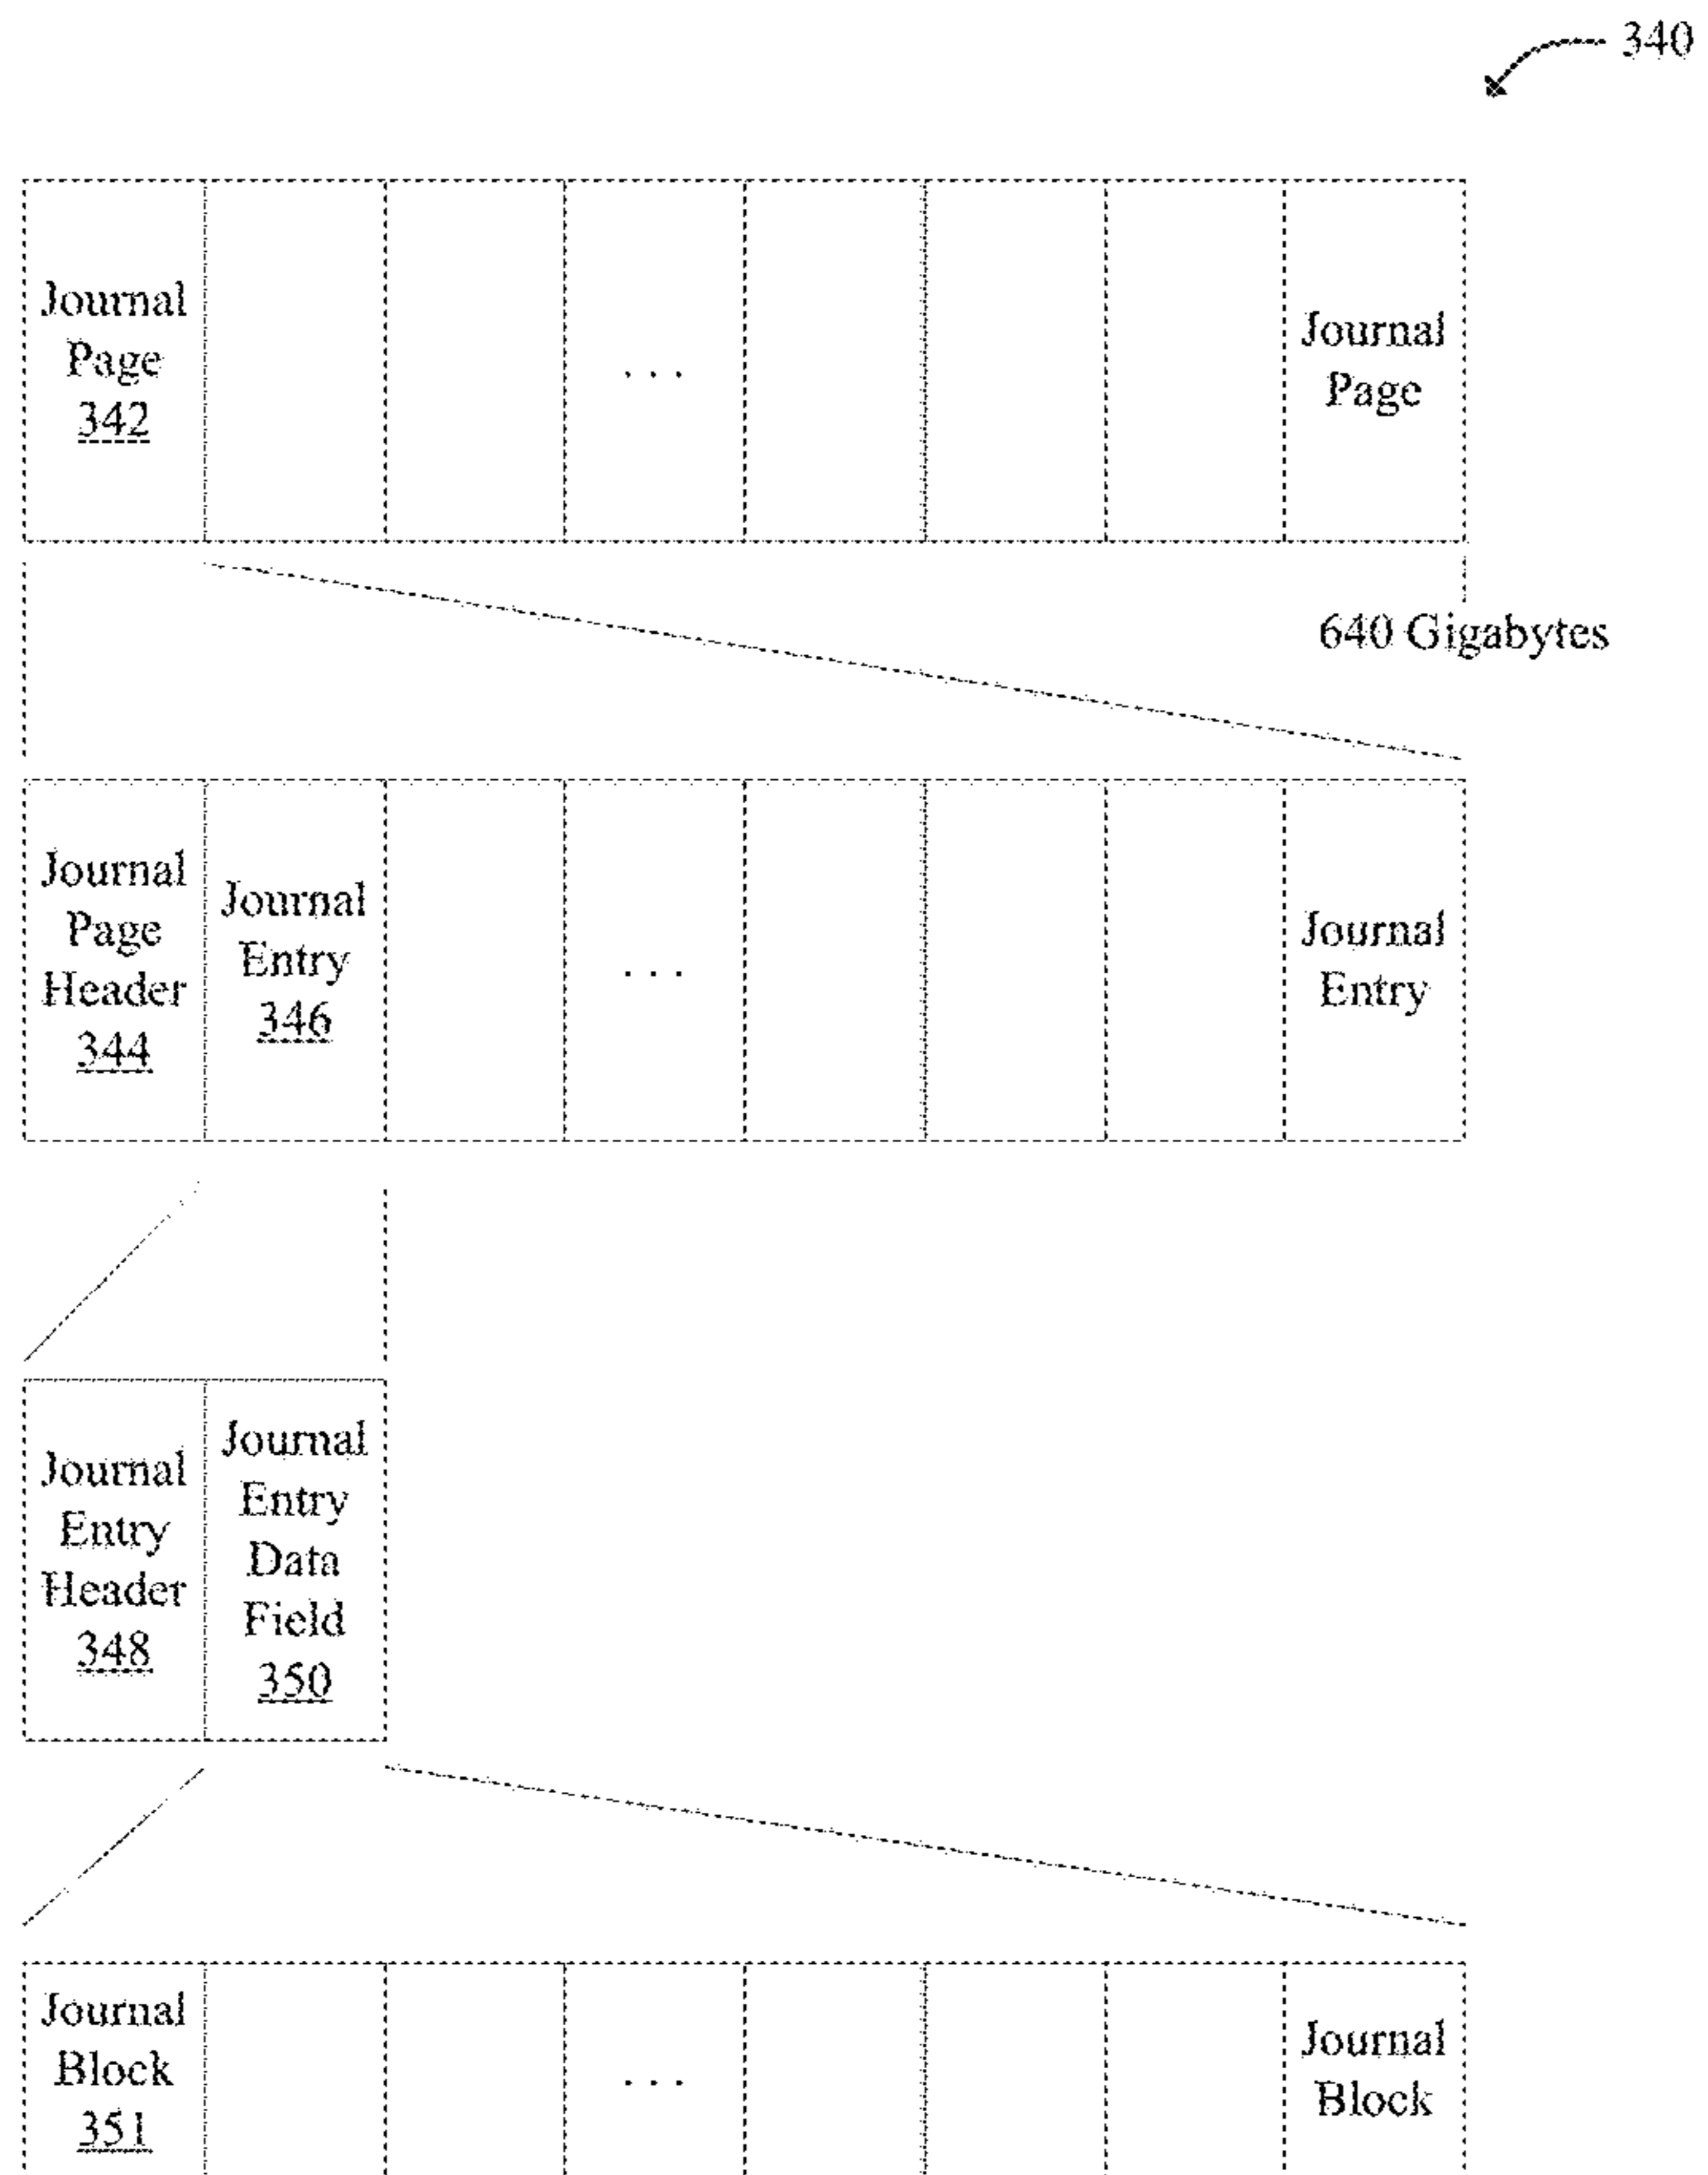 340
Journal
Page
342
. . .
Journal
Page
640 Gigabytes
Journal
Page
Header
344
Journal
Entry
346
. . .
Journal
Entry
Journal
Entry
Header
348
Journal
Entry
Data
Field
350
Journal
Block
351
. . .
Journal
Block